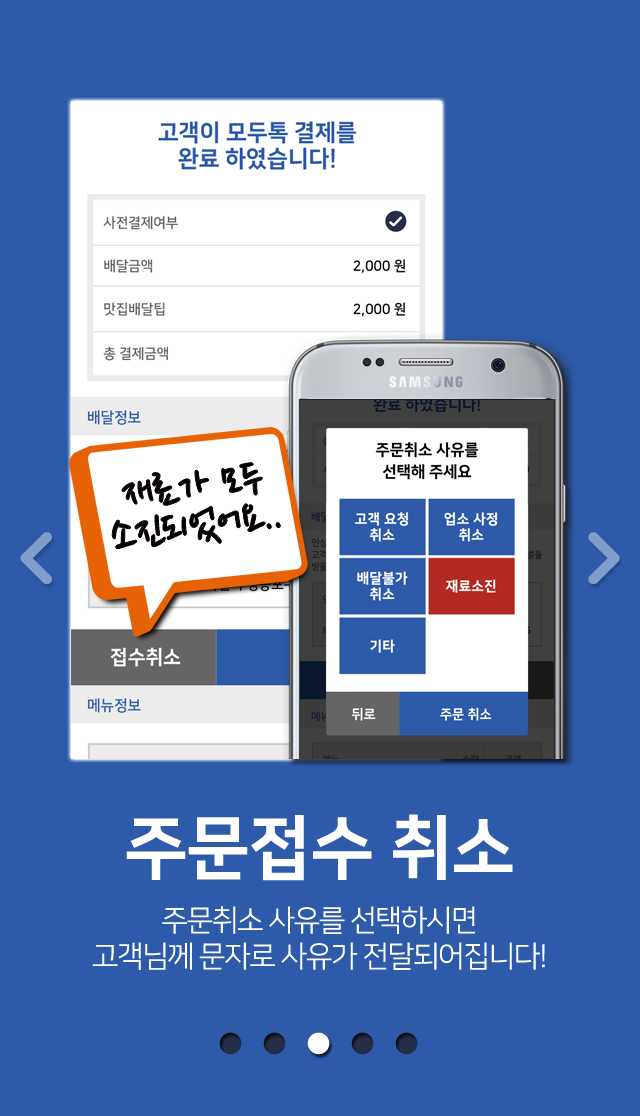 고객이 모두톡 결제를
완료 하였습니다!
사전결제여부
배달금액 2,000 원
맛집배달팁 2,000 원
총 결제금액
배달정보
재료가 모두
소진되었어요..
접수취소
메뉴정보
SAMSUNG
완료 하였습니다!
주문취소 사유를
선택해 주세요
고객 요청
취소
업소 사정
취소
배달불가
취소
재료소진
기타
뒤로
주문 취소
주문접수 취소
주문취소 사유를 선택하시면
고객님께 문자로 사유가 전달되어집니다!